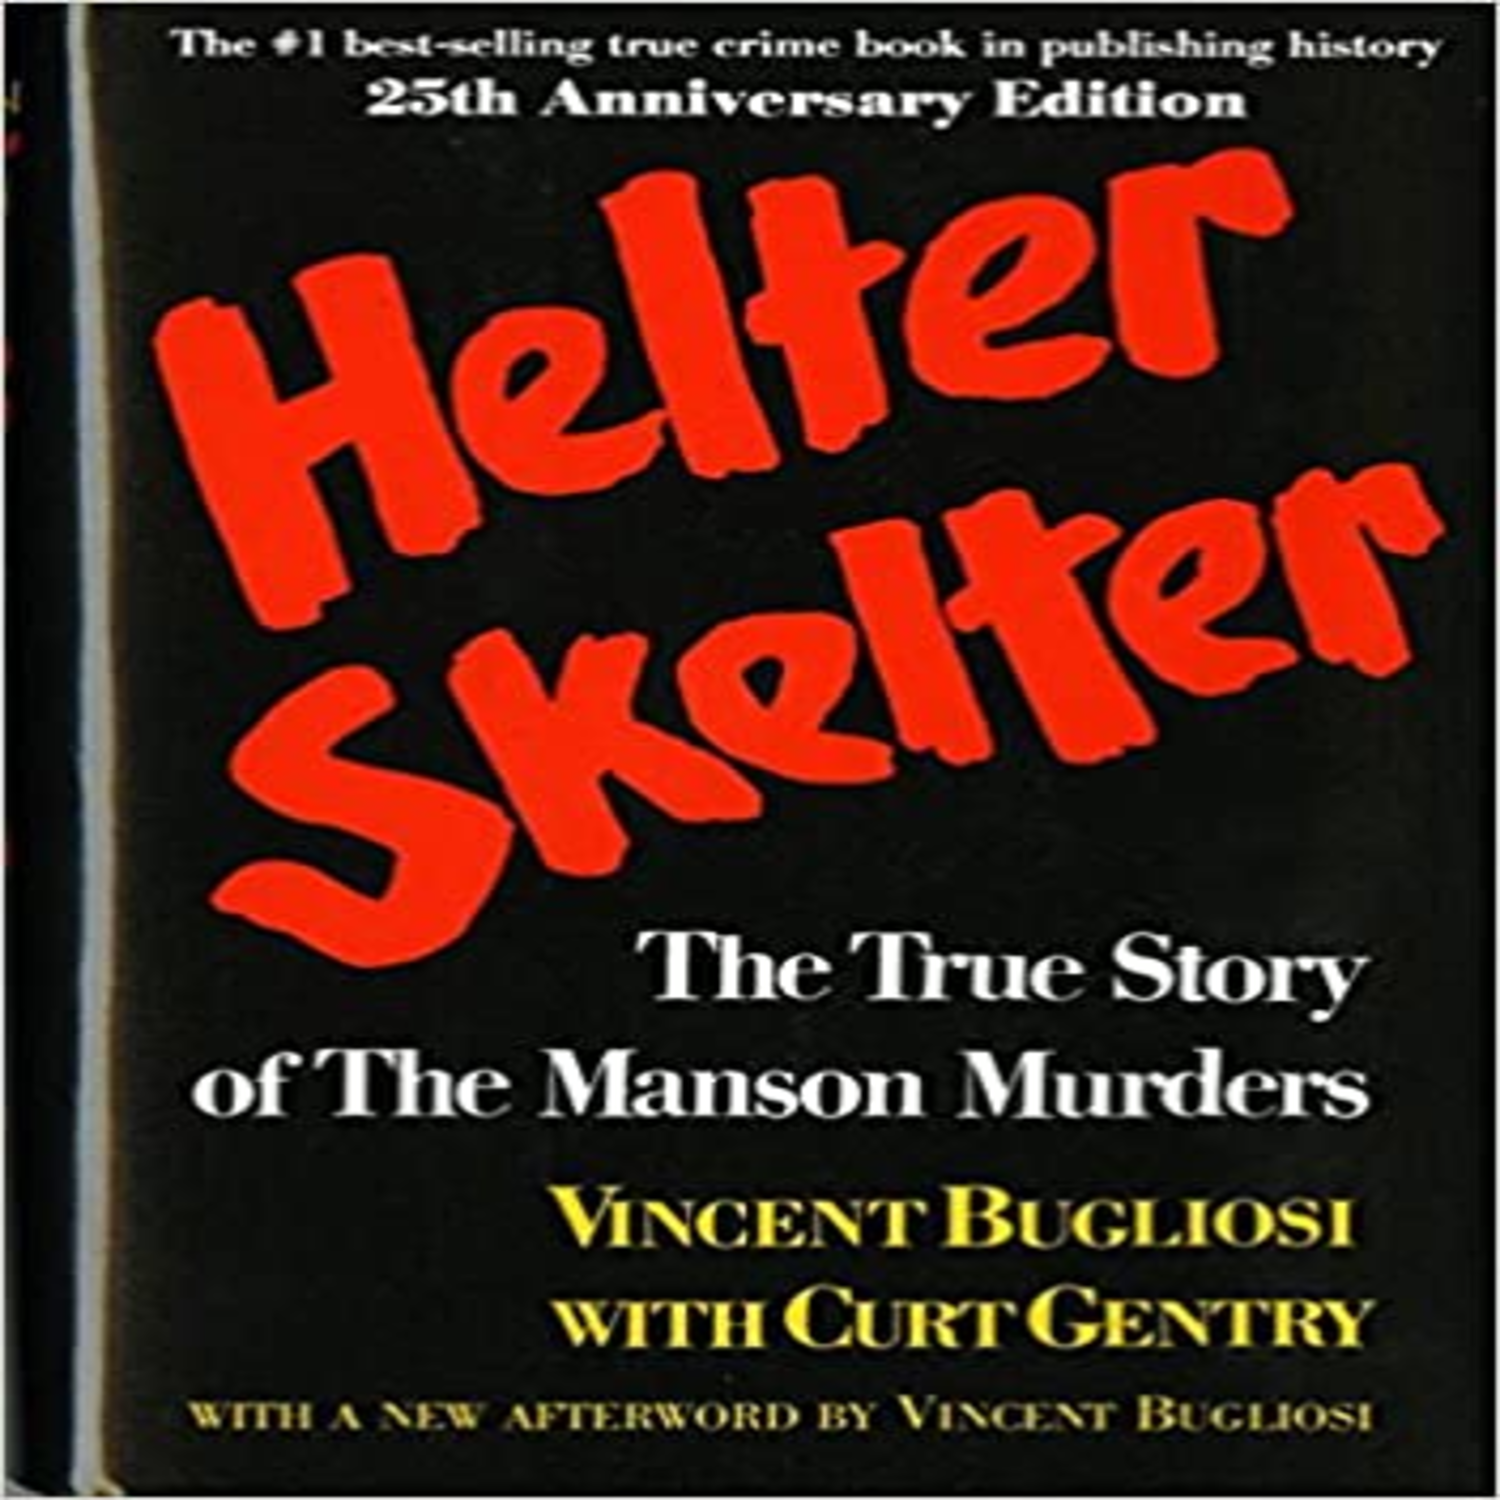 The #1 best-selling true crime book in publishing history
25th Anniversary Edition
Helter
Skelter
The True Story
of The Manson Murders
VINCENT BUGLIOSI
WITH CURT GENTRY
WITH A NEW AFTERWORD BY VINCENT BUGLIOSI